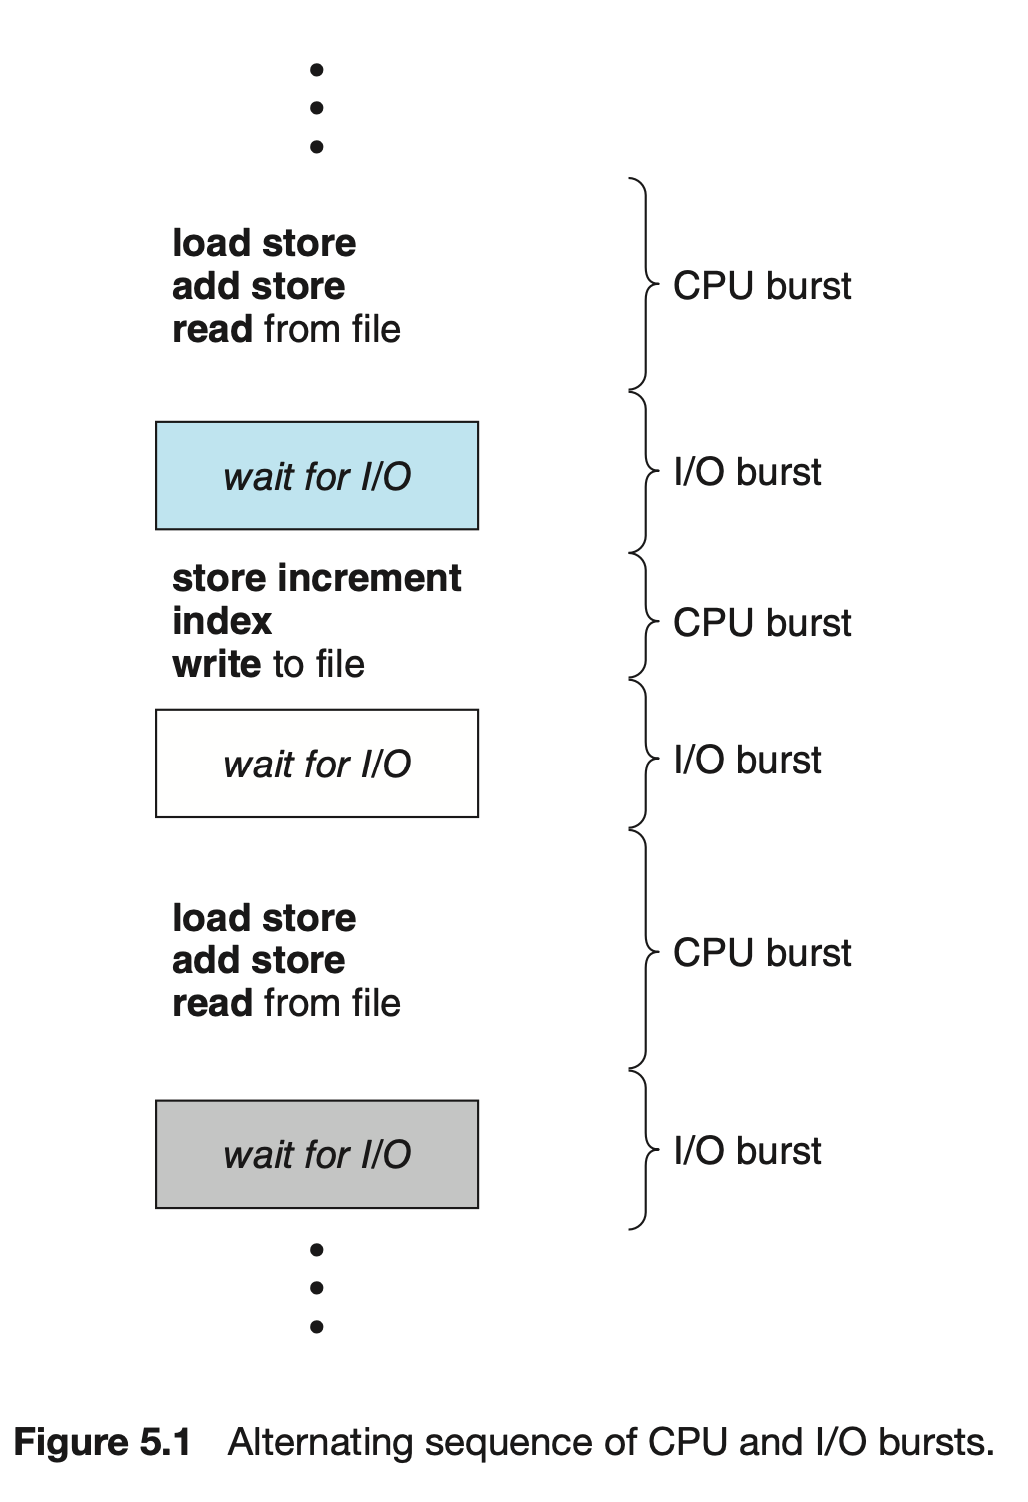 load store
add store
read from file
CPU burst
wait for I/O
I/O burst
store increment
index
write to file
CPU burst
wait for I/O
I/O burst
load store
add store
read from file
CPU burst
wait for I/O
I/O burst
Figure 5.1 Alternating sequence of CPU and I/O bursts.